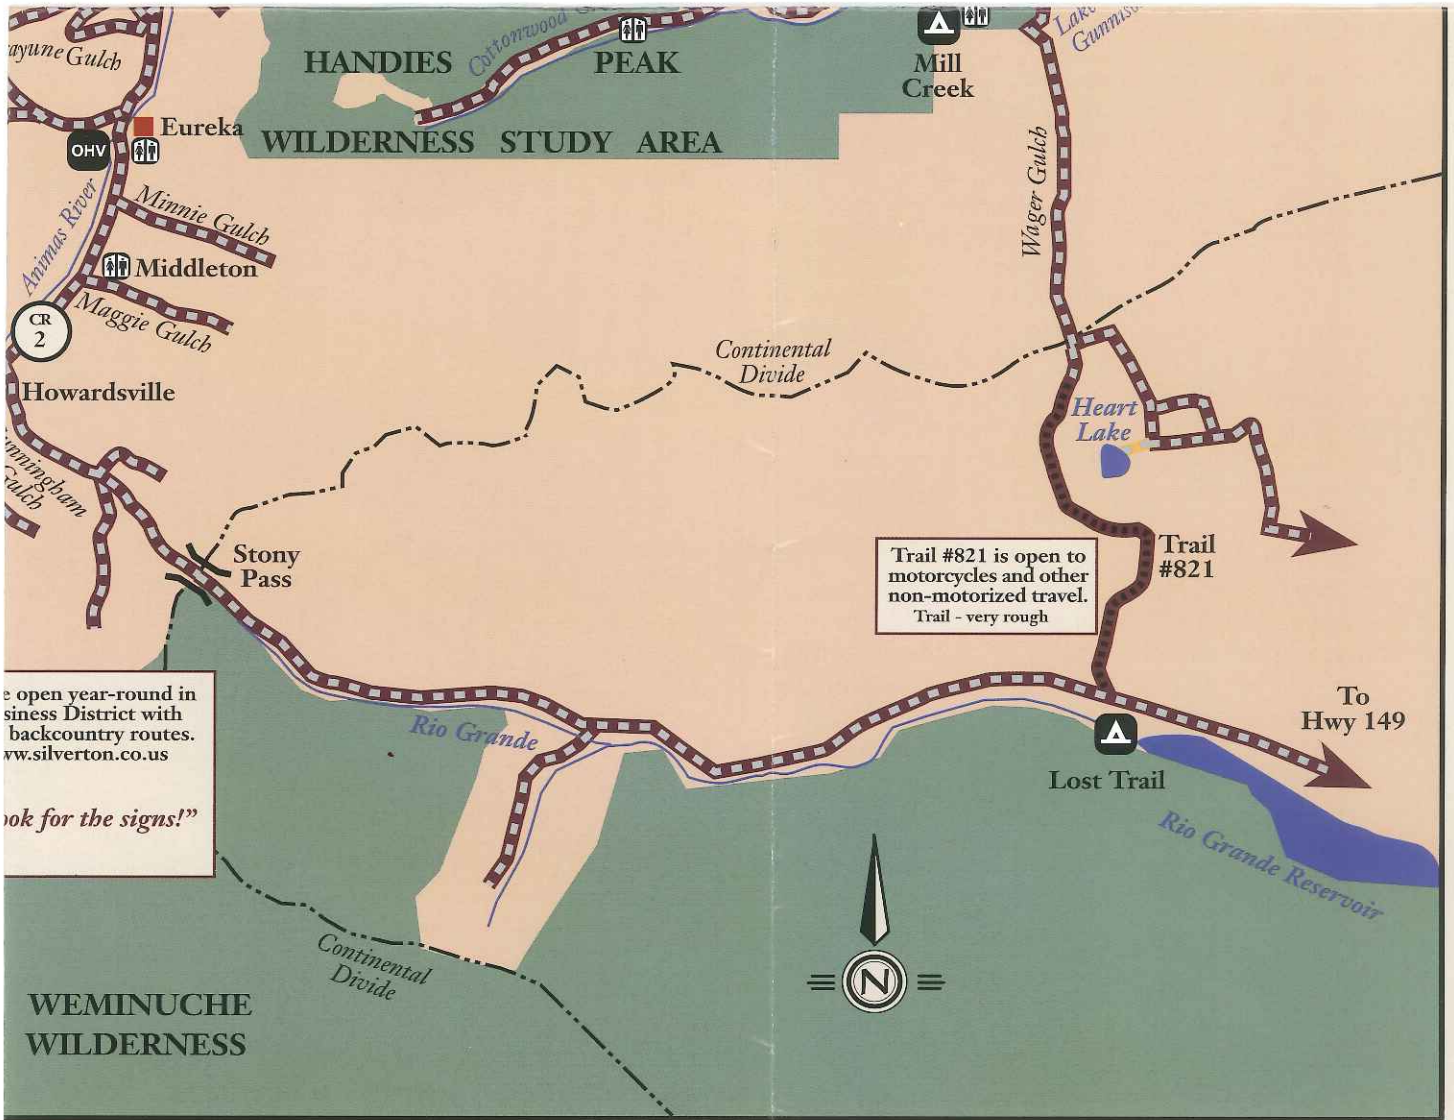 Cottonwood
Lake
HANDIES PEAK
WILDERNESS STUDY AREA
Mill
Creek
Gulch
Eureka
OHV
Animas River
Minnie Gulch
Middleton
Maggie Gulch
CR
2
Howardsville
Gulch
Wager Gulch
Continental
Divide
Heart
Lake
Stony
Pass
Trail #821 is open to
motorcycles and other
non-motorized travel.
Trail - very rough
Trail
#821
e open year-round in
siness District with
backcountry routes.
ww.silverton.co.us
ook for the signs!”
Rio Grande
To
Hwy 149
Lost Trail
Rio Grande Reservoir
Continental
Divide
WEMINUCHE
WILDERNESS
N